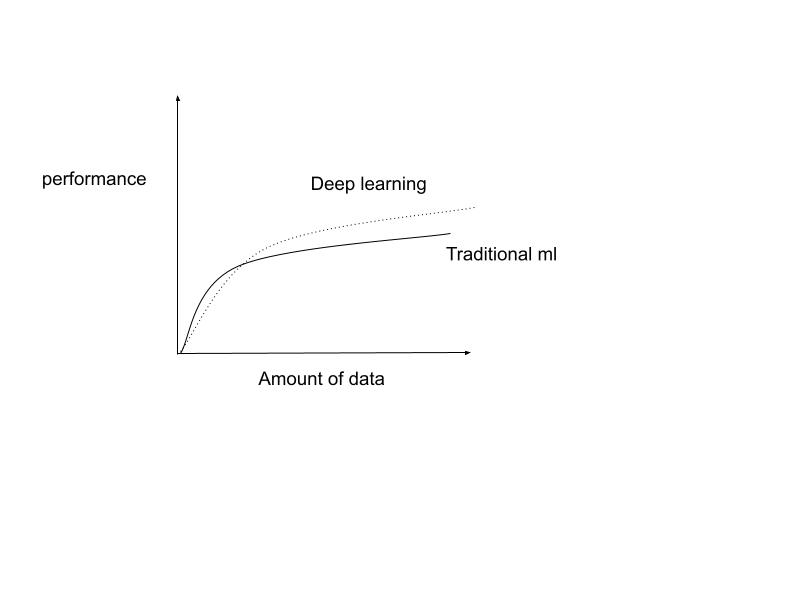 performance
Deep learning
Traditional ml
Amount of data